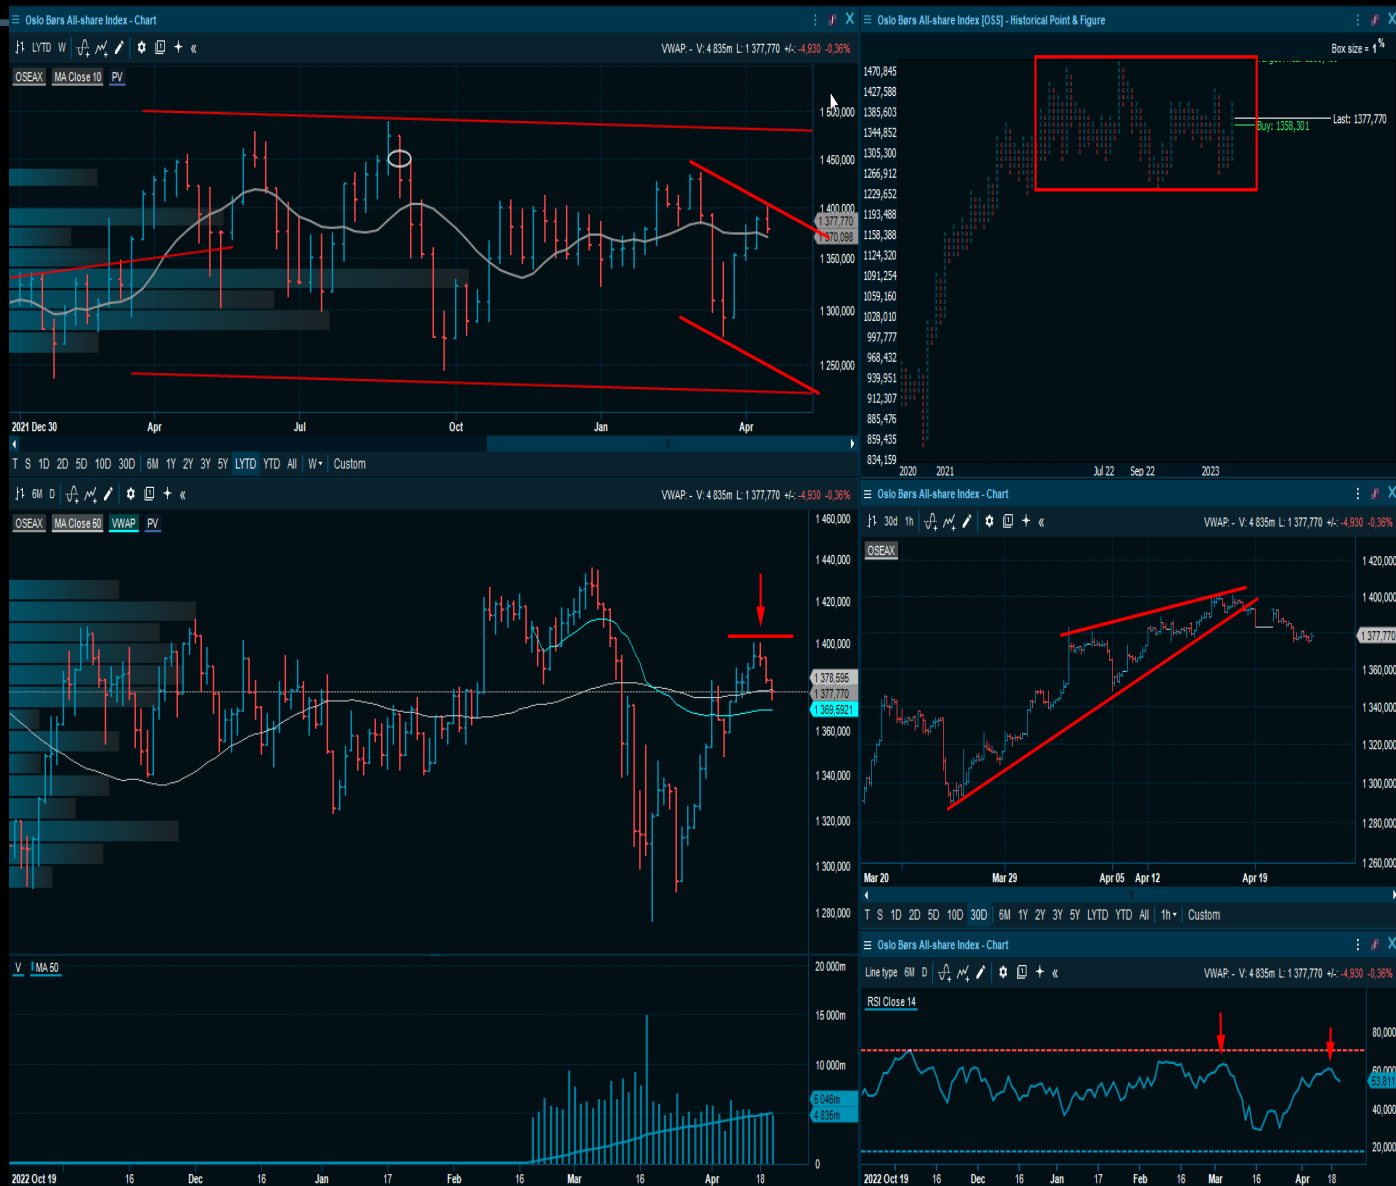 Oslo Børs All-share Index - Chart
LYTD W
VWAP: - V: 4 835m L: 1 377,770 +/-: -4,930 -0,36%
OSEAX MA Close 10 PV
1 500,000
1 450,000
1 400,000
1 377,770
1 350,000
1 300,000
1 250,000
2021 Dec 30 Apr Jul Oct Jan Apr
T S 1D 2D 5D 10D 30D 6M 1Y 2Y 3Y 5Y LYTD YTD All W Custom
6M D
VWAP: - V: 4 835m L: 1 377,770 +/-: -4,930 -0,36%
OSEAX MA Close 50 VWAP PV
1 460,000
1 440,000
1 420,000
1 400,000
1 378,595
1 377,770
1 369,5921
1 360,000
1 340,000
1 320,000
1 300,000
1 280,000
V MA 50
20 000m
15 000m
10 000m
5 046m
4 835m
0
2022 Oct 19 16 Dec 16 Jan 17 Feb 16 Mar 16 Apr 18
Oslo Børs All-share Index [OSS] - Historical Point & Figure
Box size = 1 %
1470,845
1427,588
1385,603
1344,852
1305,300
1266,912
1229,652
1193,488
1158,388
1124,320
1091,254
1059,160
1028,010
997,777
968,432
939,951
912,307
885,476
859,435
834,159
Last: 1377,770
Buy: 1358,301
2020 2021 Jul 22 Sep 22 2023
Oslo Børs All-share Index - Chart
30d 1h
VWAP: - V: 4 835m L: 1 377,770 +/-: -4,930 -0,36%
OSEAX
1 420,000
1 400,000
1 377,770
1 360,000
1 340,000
1 320,000
1 300,000
1 280,000
1 260,000
Mar 20 Mar 29 Apr 05 Apr 12 Apr 19
T S 1D 2D 5D 10D 30D 6M 1Y 2Y 3Y 5Y LYTD YTD All 1h Custom
Oslo Børs All-share Index - Chart
Line type 6M D
VWAP: - V: 4 835m L: 1 377,770 +/-: -4,930 -0,36%
RSI Close 14
80,000
60,000
53,811
40,000
20,000
2022 Oct 19 16 Dec 16 Jan 17 Feb 16 Mar 16 Apr 18